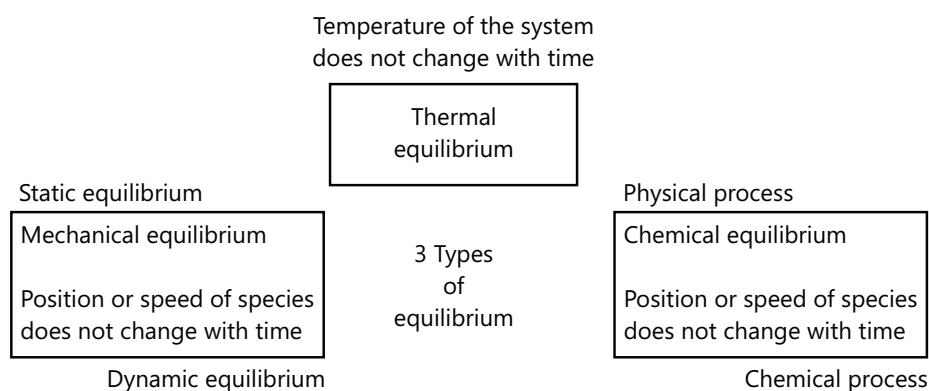 Temperature of the system
does not change with time
Thermal
equilibrium
Static equilibrium
Mechanical equilibrium
Position or speed of species
does not change with time
Dynamic equilibrium
3 Types
of
equilibrium
Physical process
Chemical equilibrium
Position or speed of species
does not change with time
Chemical process